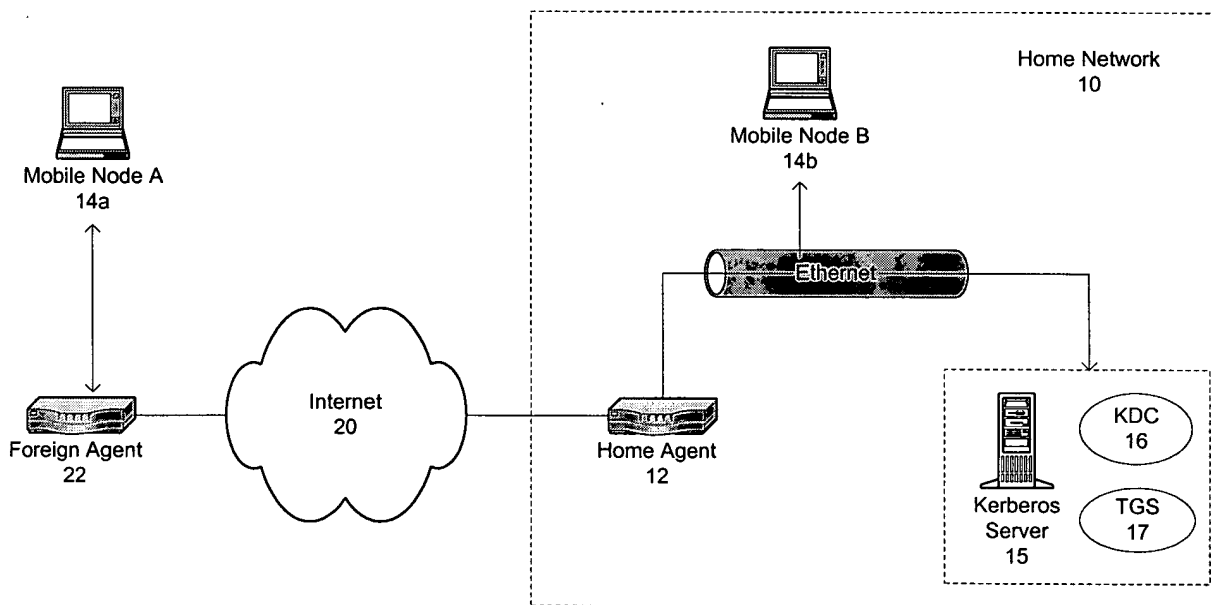 Home Network
10
Mobile Node A
14a
Mobile Node B
14b
Ethernet
Internet
20
Foreign Agent
22
Home Agent
12
Kerberos
Server
15
KDC
16
TGS
17